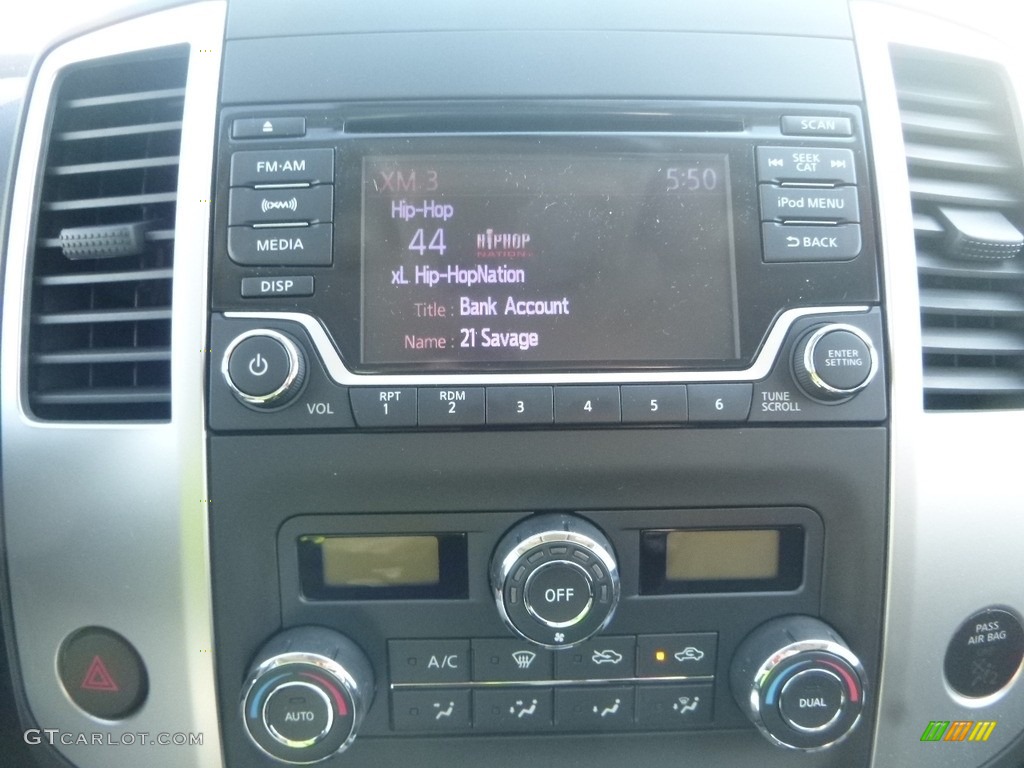 SCAN
FM·AM
((XM))
MEDIA
DISP
SEEK
CAT
iPod MENU
BACK
XM 3
5:50
Hip-Hop
44
HIPHOP
NATION
xL Hip-HopNation
Title : Bank Account
Name : 21 Savage
VOL
RPT
1
RDM
2
3
4
5
6
TUNE
SCROLL
ENTER
SETTING
OFF
A/C
AUTO
DUAL
PASS
AIR BAG
GTCARLOT.COM